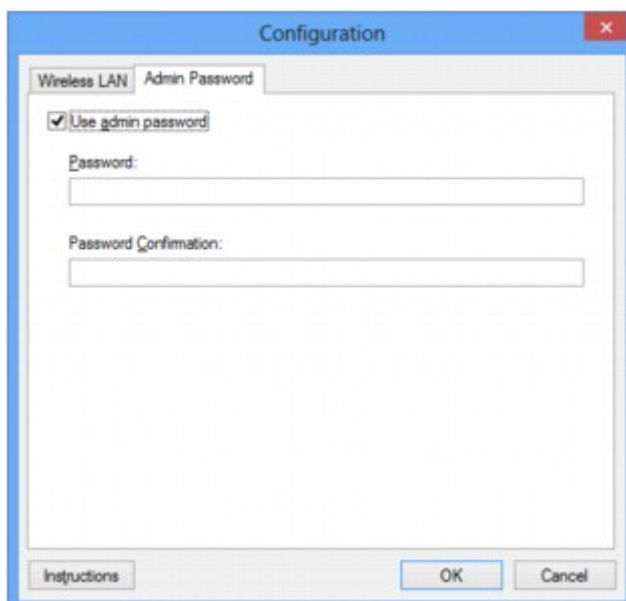 Configuration
Wireless LAN Admin Password
Use admin password
Password:
Password Confirmation:
Instructions OK Cancel